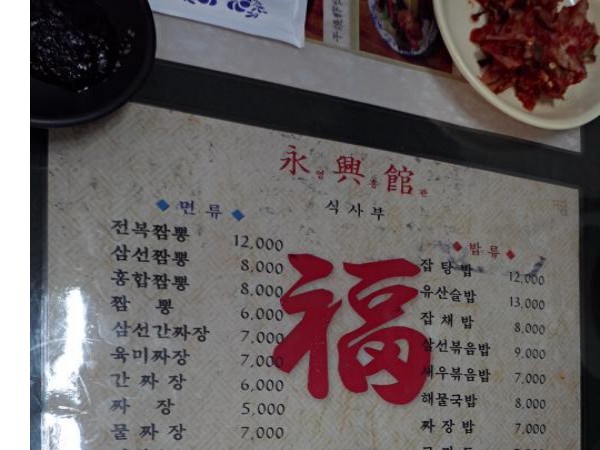 永영興흥館관
식사부
◆ 면 류 ◆
전복짬뽕 12,000
삼선짬뽕 8,000
홍합짬뽕 8,000
짬 뽕 6,000
삼선간짜장 7,000
육미짜장 7,000
간 짜 장 6,000
짜 장 5,000
물 짜 장 7,000
福
◆ 밥 류 ◆
잡 탕 밥 12,000
유산슬밥 13,000
잡 채 밥 8,000
삼선볶음밥 9,000
새우볶음밥 7,000
해물국밥 8,000
짜 장 밥 7,000